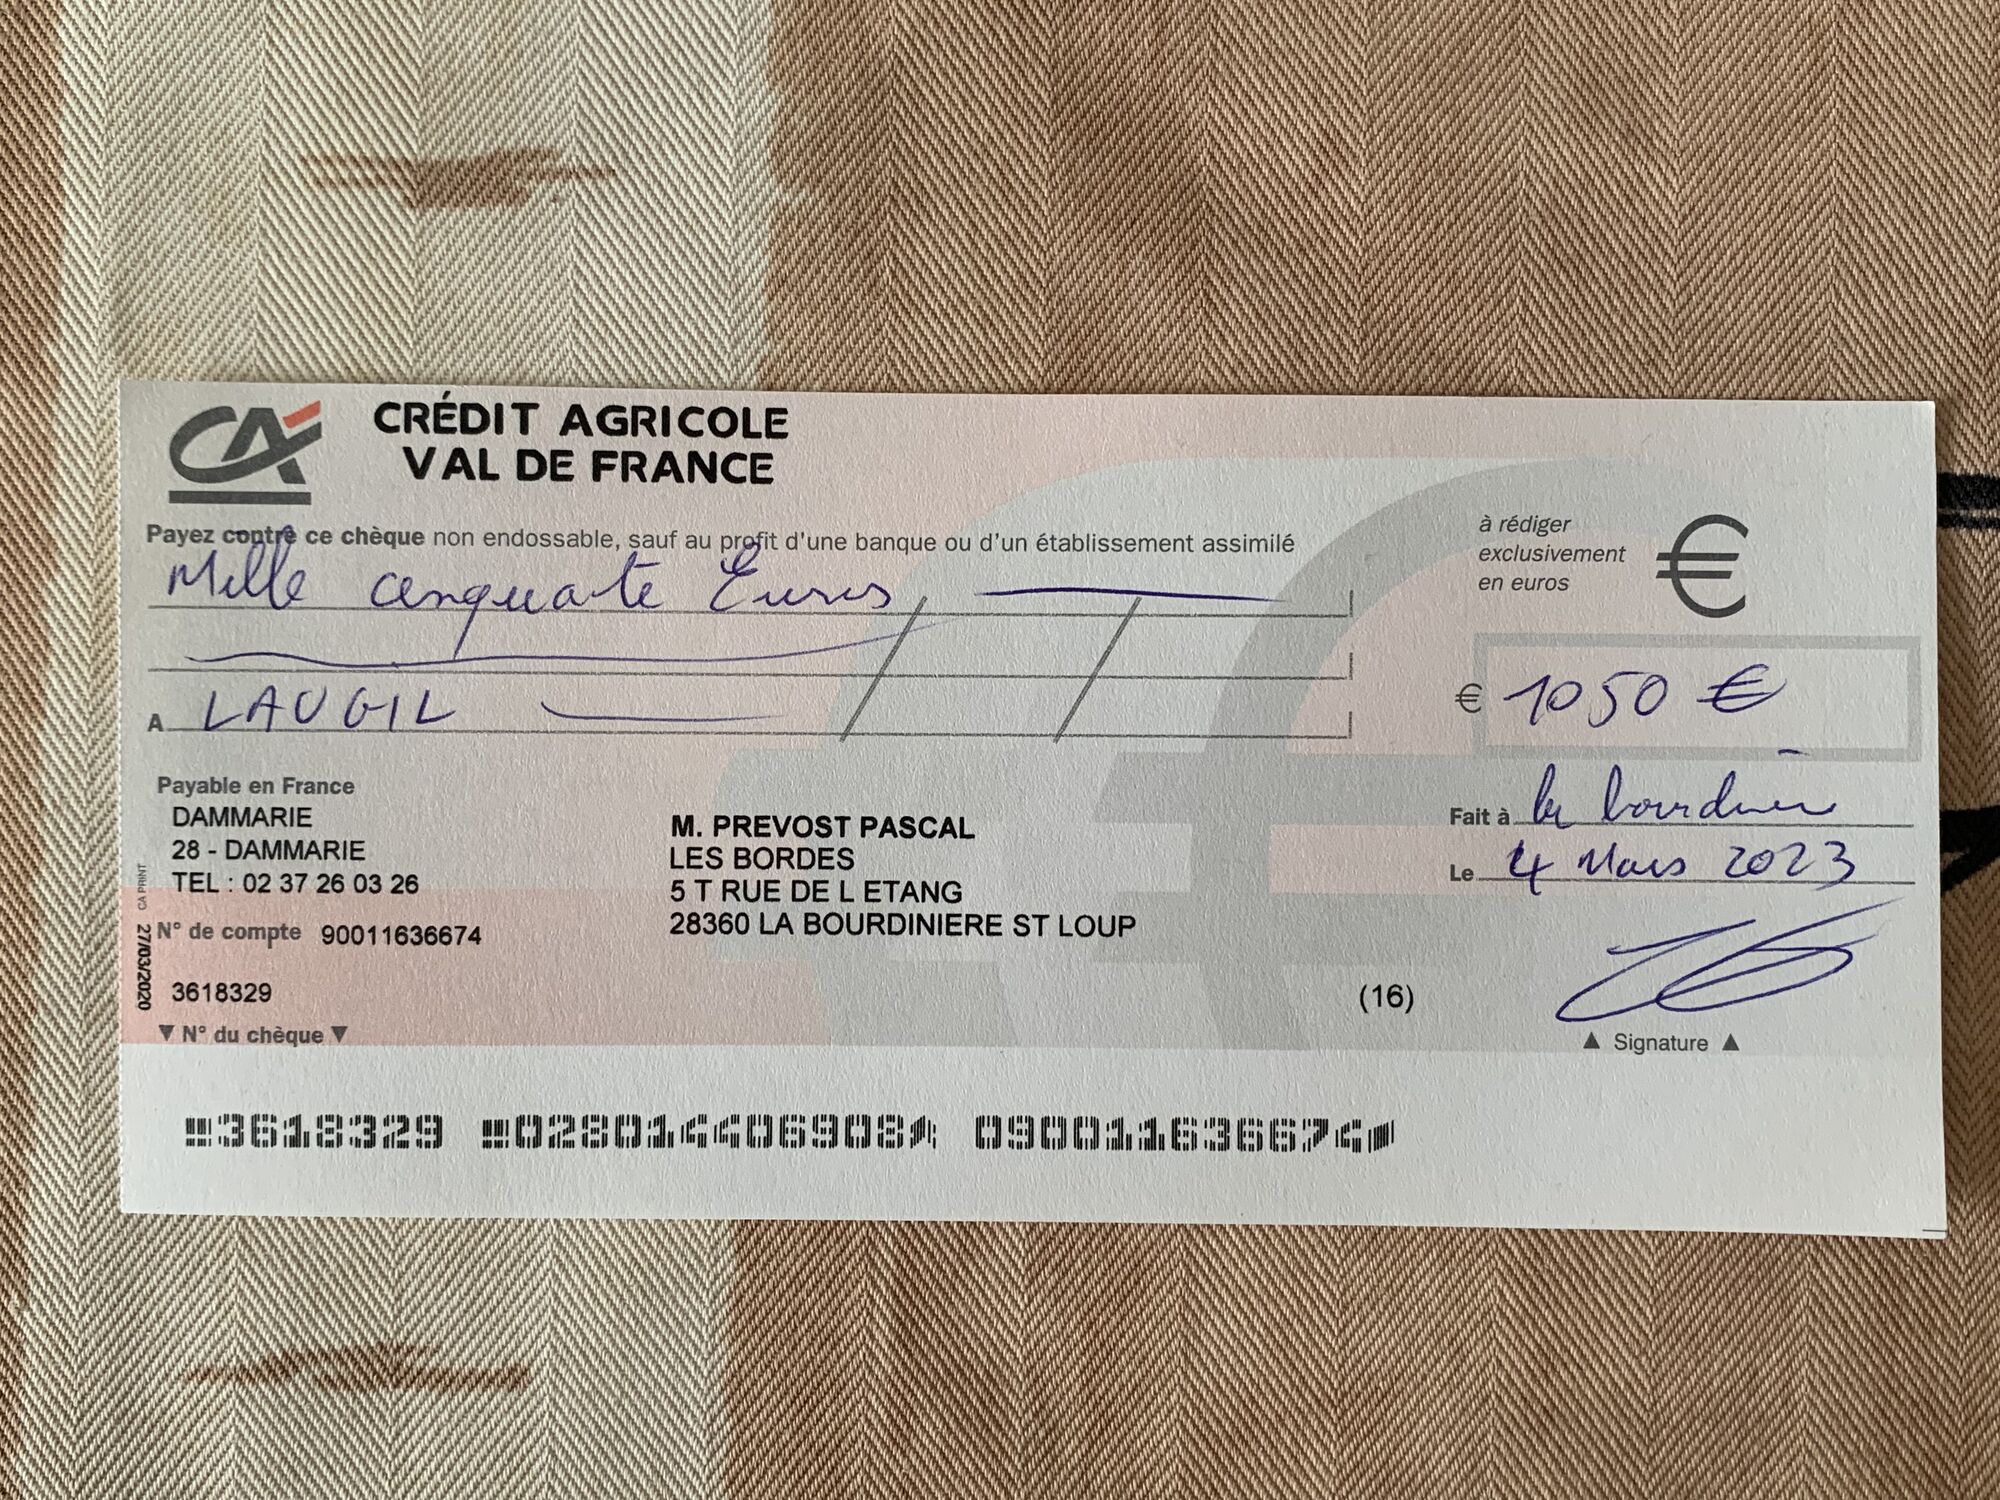 CA
CRÉDIT AGRICOLE
VAL DE FRANCE
Payez contre ce chèque non endossable, sauf au profit d'une banque ou d'un établissement assimilé
à rédiger
exclusivement
en euros
€
Mille cenquate Euros
A LAUGIL
€ 1050 €
Payable en France
DAMMARIE
28 - DAMMARIE
TEL : 02 37 26 03 26
M. PREVOST PASCAL
LES BORDES
5 T RUE DE L ETANG
28360 LA BOURDINIERE ST LOUP
Fait à la bourdinière
Le 4 Mars 2023
N° de compte 90011636674
CA PRINT 27/03/2020
3618329
(16)
▼ N° du chèque ▼
▲ Signature ▲
3618329 028014406908 090011636674